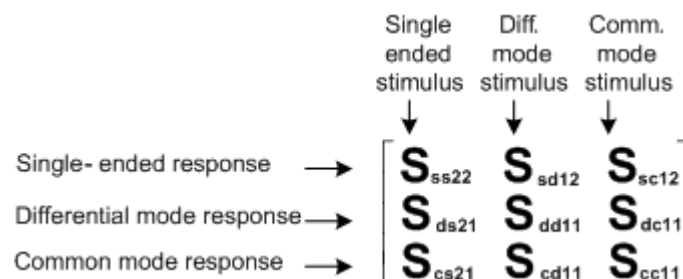 Single Diff. Comm.
ended mode mode
stimulus stimulus stimulus
Single- ended response Sss22 Ssd12 Ssc12
Differential mode response Sds21 Sdd11 Sdc11
Common mode response Scs21 Scd11 Scc11